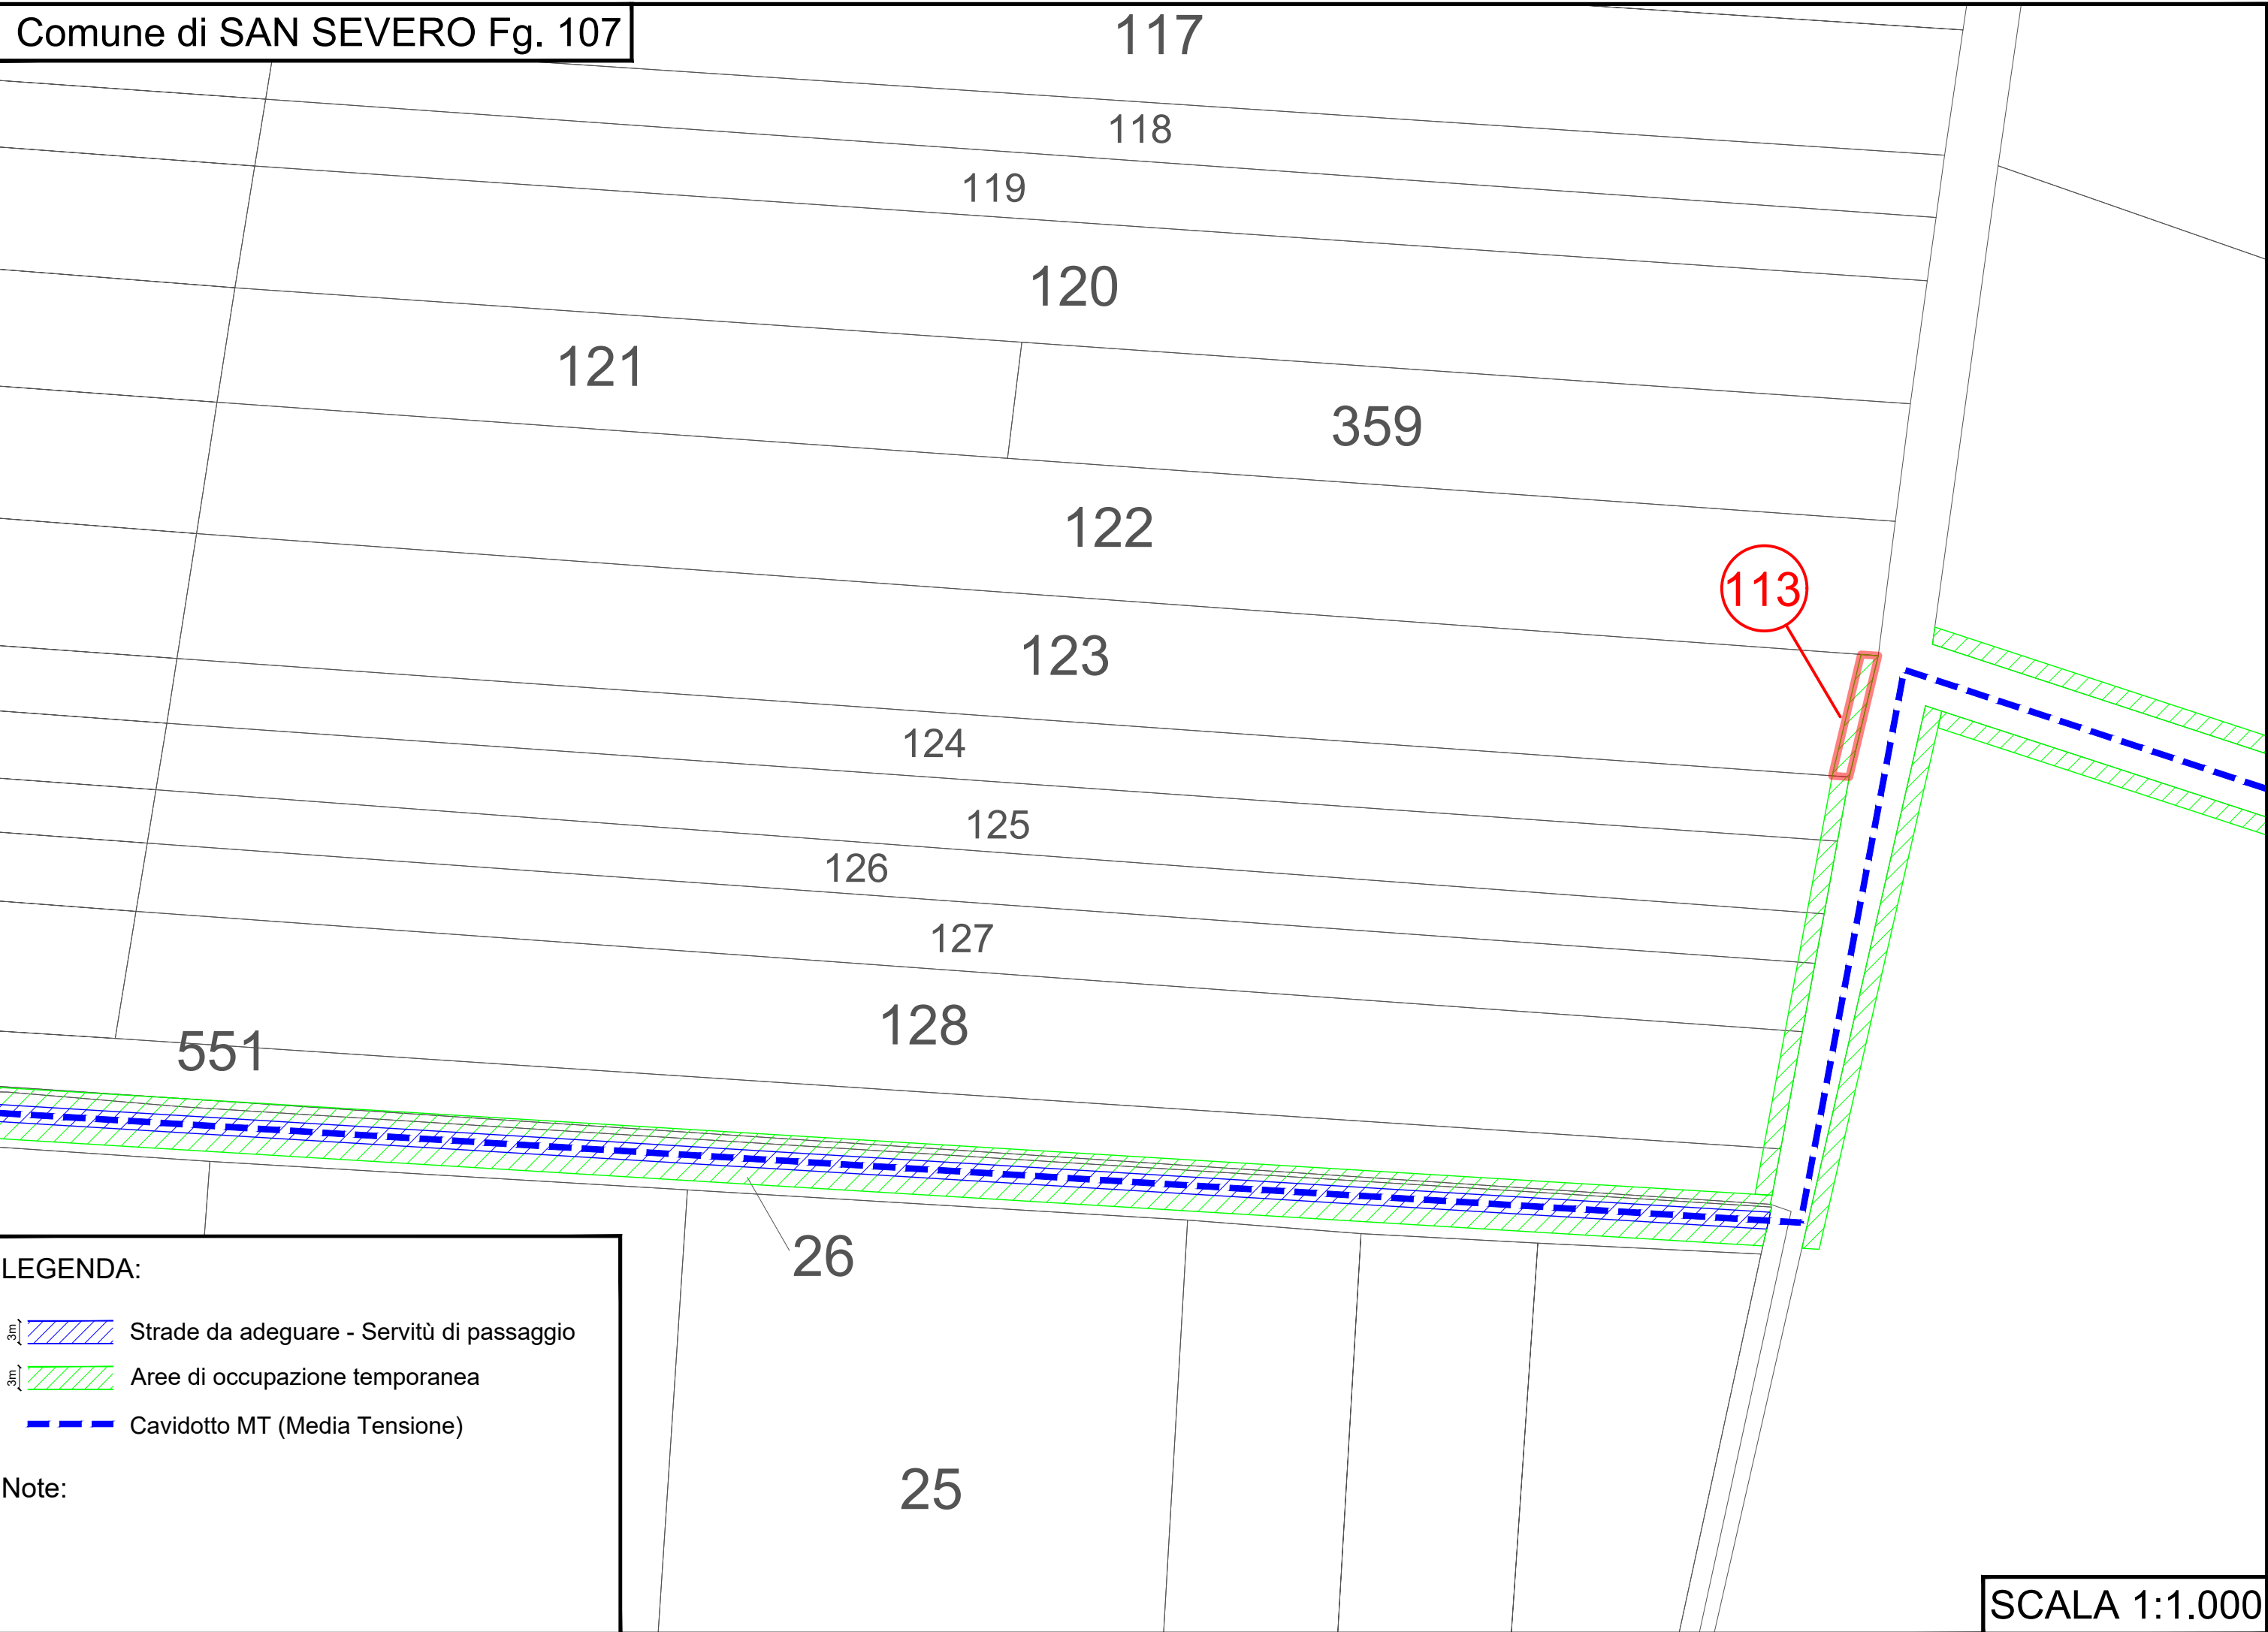 Comune di SAN SEVERO Fg. 107
117
118
119
120
121
359
122
113
123
124
125
126
127
128
551
26
25
LEGENDA:
3m
Strade da adeguare - Servitù di passaggio
3m
Aree di occupazione temporanea
Cavidotto MT (Media Tensione)
Note:
SCALA 1:1.000